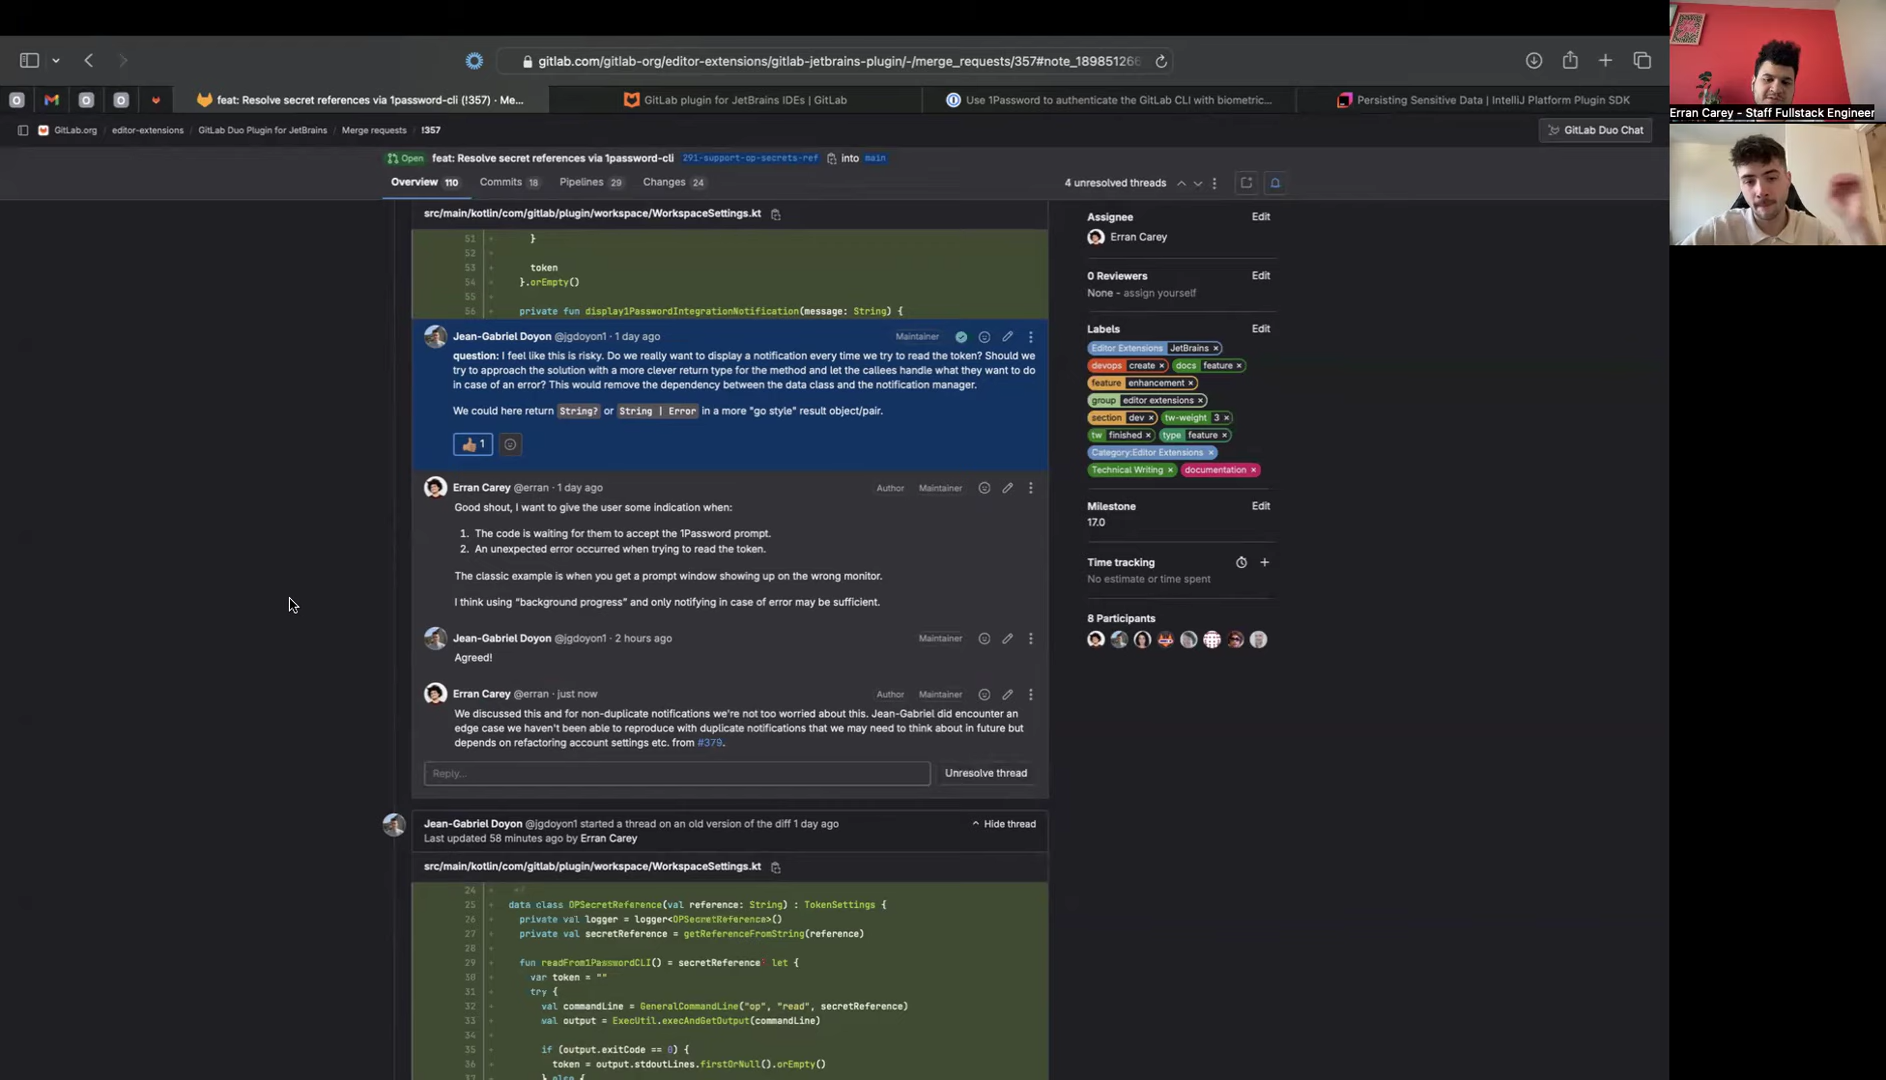 gitlab.com/gitlab-org/editor-extensions/gitlab-jetbrains-plugin/-/merge_requests/357#note_189851266
feat: Resolve secret references via 1password-cli (!357) · Me...
GitLab plugin for JetBrains IDEs | GitLab
Use 1Password to authenticate the GitLab CLI with biometric...
Persisting Sensitive Data | IntelliJ Platform Plugin SDK
Erran Carey - Staff Fullstack Engineer
GitLab.org
editor-extensions
GitLab Duo Plugin for JetBrains
Merge requests
!357
GitLab Duo Chat
Open feat: Resolve secret references via 1password-cli 291-support-op-secrets-ref into main
Overview 110 Commits 18 Pipelines 29 Changes 24
4 unresolved threads
src/main/kotlin/com/gitlab/plugin/workspace/WorkspaceSettings.kt
51 + }
52 +
53 + token
54 + }.orEmpty()
55 +
56 + private fun display1PasswordIntegrationNotification(message: String) {
Jean-Gabriel Doyon @jgdoyon1 · 1 day ago
Maintainer
question: I feel like this is risky. Do we really want to display a notification every time we try to read the token? Should we
try to approach the solution with a more clever return type for the method and let the callees handle what they want to do
in case of an error? This would remove the dependency between the data class and the notification manager.
We could here return String? or String | Error in a more "go style" result object/pair.
1
Erran Carey @erran · 1 day ago
Author Maintainer
Good shout, I want to give the user some indication when:
1. The code is waiting for them to accept the 1Password prompt.
2. An unexpected error occurred when trying to read the token.
The classic example is when you get a prompt window showing up on the wrong monitor.
I think using “background progress” and only notifying in case of error may be sufficient.
Jean-Gabriel Doyon @jgdoyon1 · 2 hours ago
Maintainer
Agreed!
Erran Carey @erran · just now
Author Maintainer
We discussed this and for non-duplicate notifications we're not too worried about this. Jean-Gabriel did encounter an
edge case we haven't been able to reproduce with duplicate notifications that we may need to think about in future but
depends on refactoring account settings etc. from #379.
Reply...
Unresolve thread
Jean-Gabriel Doyon @jgdoyon1 started a thread on an old version of the diff 1 day ago
Hide thread
Last updated 58 minutes ago by Erran Carey
src/main/kotlin/com/gitlab/plugin/workspace/WorkspaceSettings.kt
24 + */
25 + data class OPSecretReference(val reference: String) : TokenSettings {
26 + private val logger = logger<OPSecretReference>()
27 + private val secretReference = getReferenceFromString(reference)
28 +
29 + fun readFrom1PasswordCLI() = secretReference let {
30 + var token = ""
31 + try {
32 + val commandLine = GeneralCommandLine("op", "read", secretReference)
33 + val output = ExecUtil.execAndGetOutput(commandLine)
34 +
35 + if (output.exitCode == 0) {
36 + token = output.stdoutLines.firstOrNull().orEmpty()
37 + } else {
Assignee
Edit
Erran Carey
0 Reviewers
Edit
None - assign yourself
Labels
Edit
Editor Extensions JetBrains ×
devops create × docs feature ×
feature enhancement ×
group editor extensions ×
section dev × tw-weight 3 ×
tw finished × type feature ×
Category:Editor Extensions ×
Technical Writing × documentation ×
Milestone
Edit
17.0
Time tracking
No estimate or time spent
8 Participants